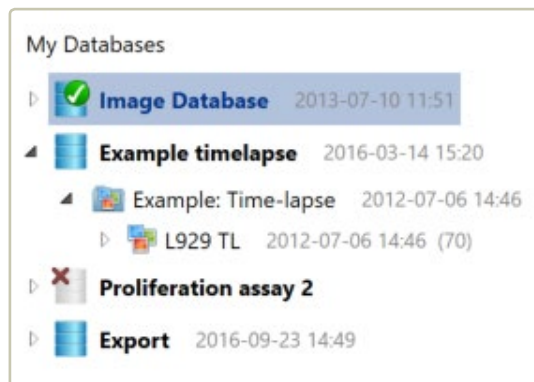 My Databases
Image Database 2013-07-10 11:51
Example timelapse 2016-03-14 15:20
Example: Time-lapse 2012-07-06 14:46
L929 TL 2012-07-06 14:46 (70)
Proliferation assay 2
Export 2016-09-23 14:49